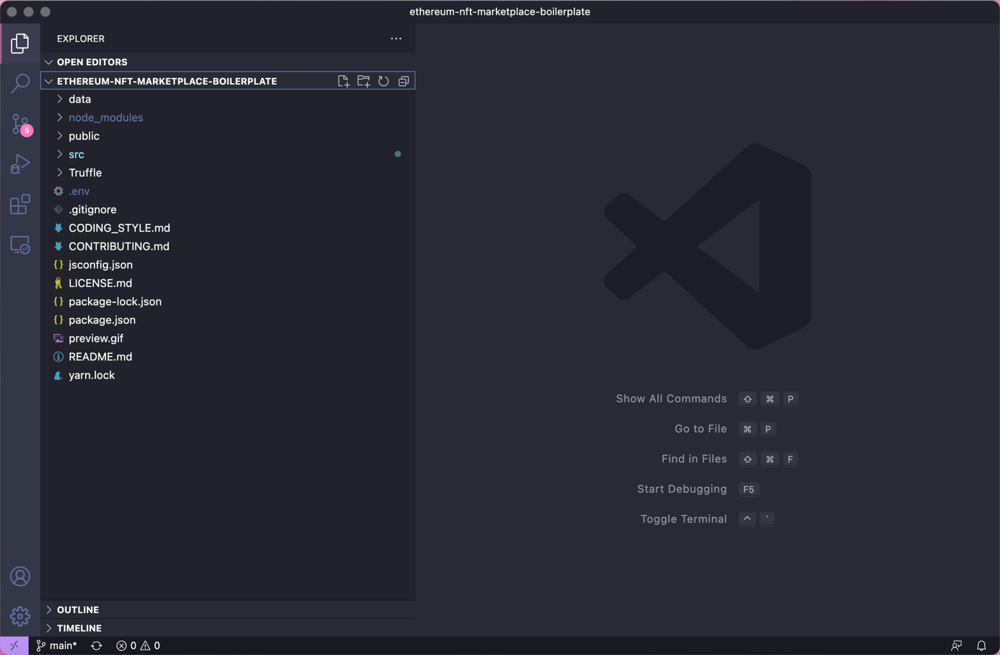 ethereum-nft-marketplace-boilerplate
EXPLORER
OPEN EDITORS
ETHEREUM-NFT-MARKETPLACE-BOILERPLATE
data
node_modules
5
public
src
Truffle
.env
.gitignore
CODING_STYLE.md
CONTRIBUTING.md
jsconfig.json
LICENSE.md
package-lock.json
package.json
preview.gif
README.md
yarn.lock
Show All Commands ⇧ ⌘ P
Go to File ⌘ P
Find in Files ⇧ ⌘ F
Start Debugging F5
Toggle Terminal ^ `
OUTLINE
TIMELINE
main* 0 0